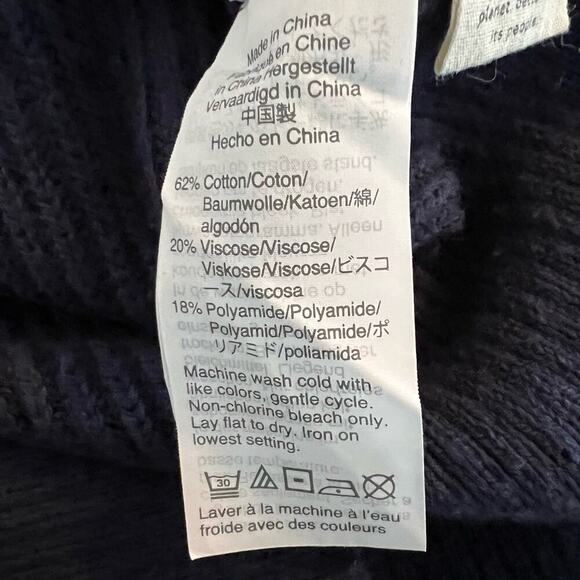 planet. 
its people.
Made in China
Fabriqué en Chine
in China Hergestellt
Vervaardigd in China
中国製
Hecho en China
62% Cotton/Coton/
Baumwolle/Katoen/綿/
algodón
20% Viscose/Viscose/
Viskose/Viscose/ビスコ
ース/viscosa
18% Polyamide/Polyamide/
Polyamid/Polyamide/ポ
リアミド/poliamida
Machine wash cold with
like colors, gentle cycle.
Non-chlorine bleach only.
Lay flat to dry. Iron on
lowest setting.
30
Laver à la machine à l'eau
froide avec des couleurs